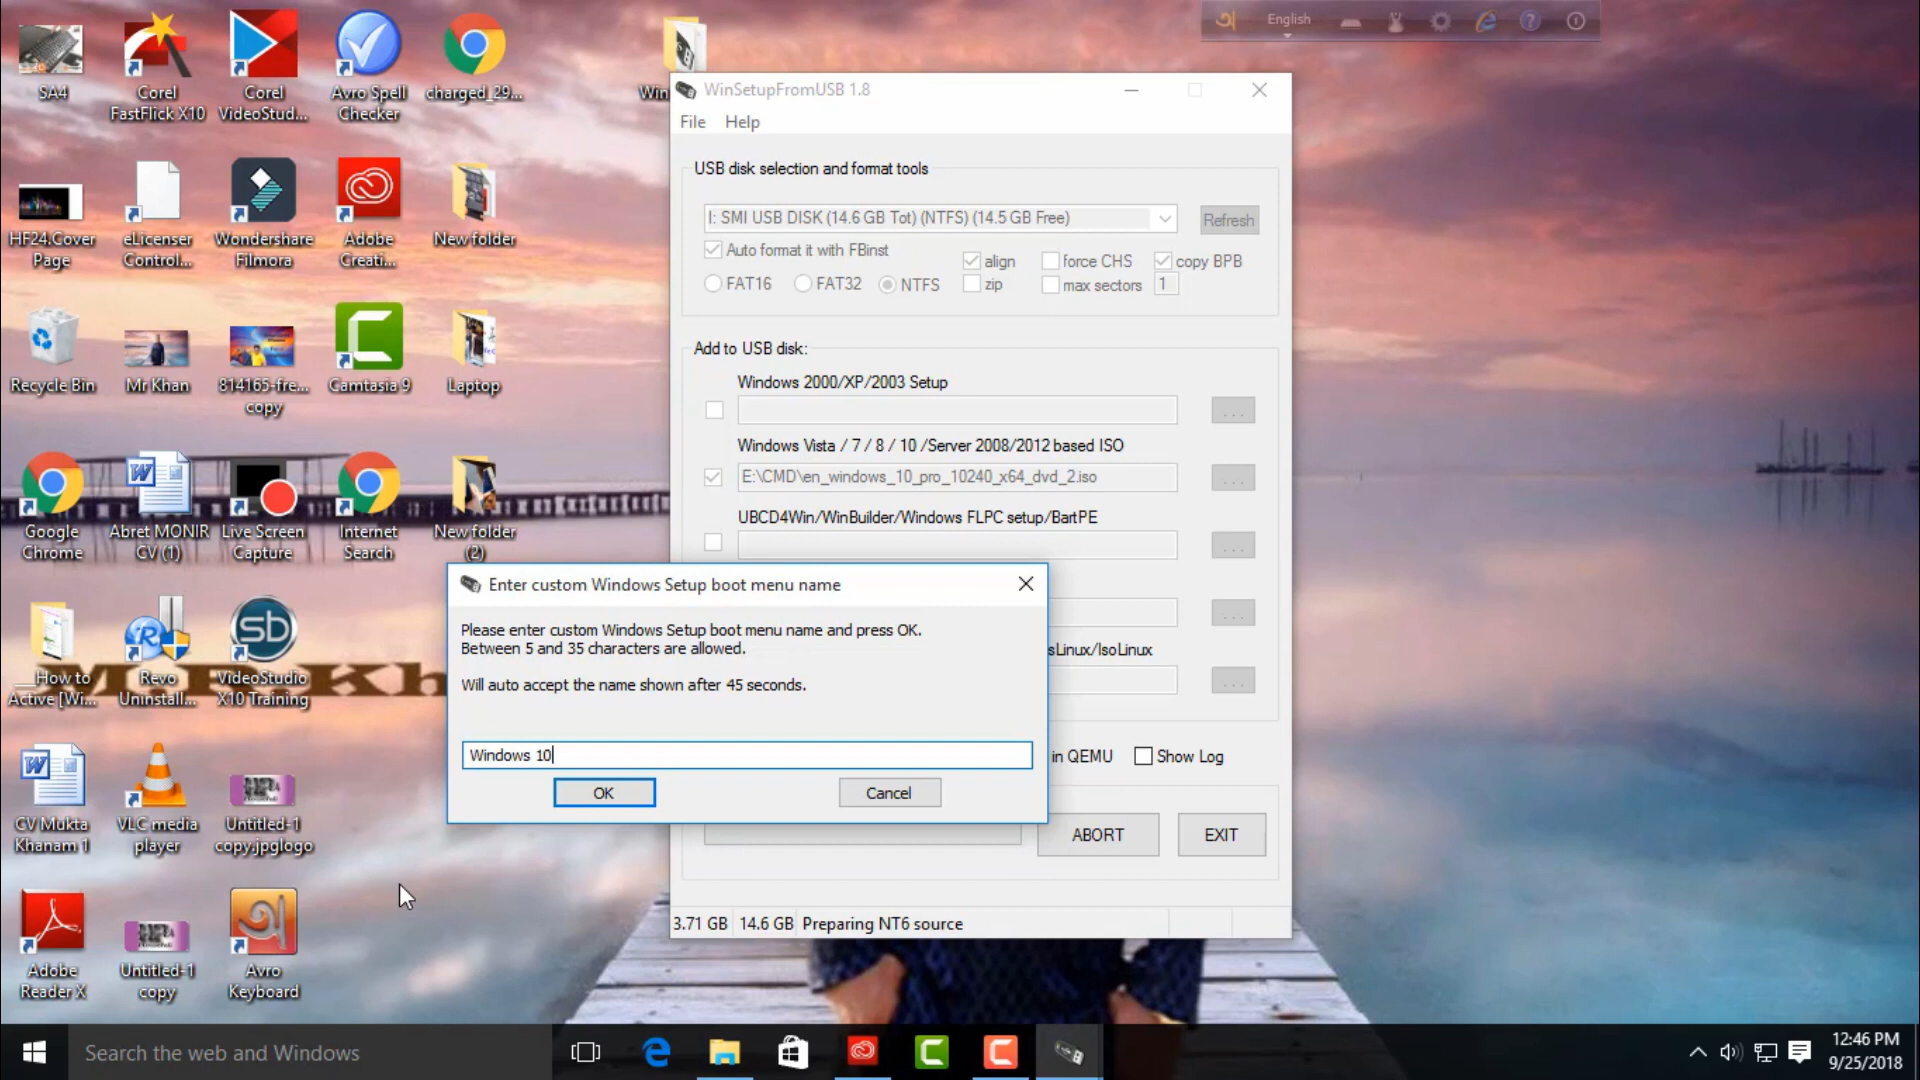 SA4
Corel
FastFlick X10
Corel
VideoStud...
Avro Spell
Checker
charged_29...
Win
HF24.Cover
Page
eLicenser
Control...
Wondershare
Filmora
Adobe
Creati...
New folder
Recycle Bin
Mr Khan
814165-fre...
copy
Camtasia 9
Laptop
Google
Chrome
Abret MONIR
CV (1)
Live Screen
Capture
Internet
Search
New folder
(2)
__How to
Active [Wi...
Revo
Uninstall...
VideoStudio
X10 Training
MR Kh
CV Mukta
Khanam 1
VLC media
player
Untitled-1
copy.jpglogo
Adobe
Reader X
Untitled-1
copy
Avro
Keyboard
English
WinSetupFromUSB 1.8
File Help
USB disk selection and format tools
I: SMI USB DISK (14.6 GB Tot) (NTFS) (14.5 GB Free)
Refresh
Auto format it with FBinst
align
force CHS
copy BPB
FAT16
FAT32
NTFS
zip
max sectors
1
Add to USB disk:
Windows 2000/XP/2003 Setup
...
Windows Vista / 7 / 8 / 10 /Server 2008/2012 based ISO
E:\CMD\en_windows_10_pro_10240_x64_dvd_2.iso
...
UBCD4Win/WinBuilder/Windows FLPC setup/BartPE
...
...
sLinux/IsoLinux
...
in QEMU
Show Log
ABORT
EXIT
3.71 GB 14.6 GB Preparing NT6 source
Enter custom Windows Setup boot menu name
Please enter custom Windows Setup boot menu name and press OK.
Between 5 and 35 characters are allowed.
Will auto accept the name shown after 45 seconds.
Windows 10
OK
Cancel
Search the web and Windows
12:46 PM
9/25/2018